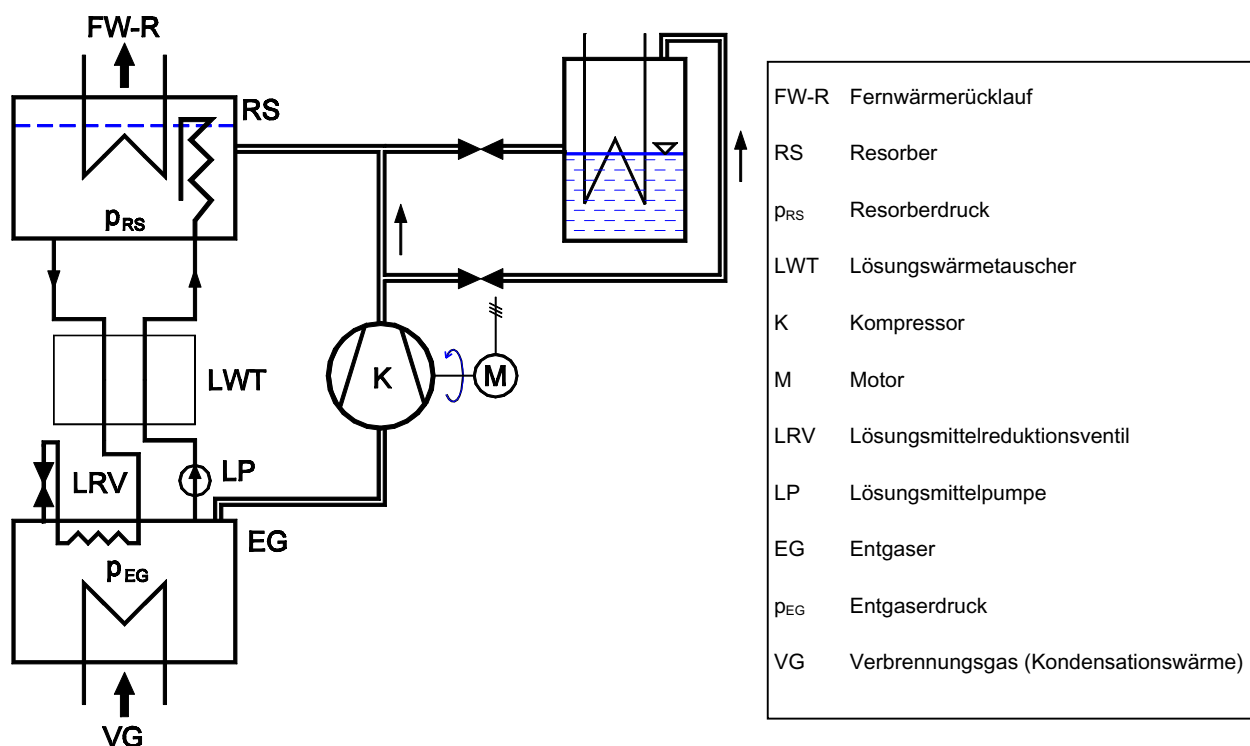 FW-R
RS
pRS
LWT
K
M
LRV
LP
EG
pEG
VG
FW-R Fernwärmerücklauf
RS Resorber
pRS Resorberdruck
LWT Lösungswärmetauscher
K Kompressor
M Motor
LRV Lösungsmittelreduktionsventil
LP Lösungsmittelpumpe
EG Entgaser
pEG Entgaserdruck
VG Verbrennungsgas (Kondensationswärme)